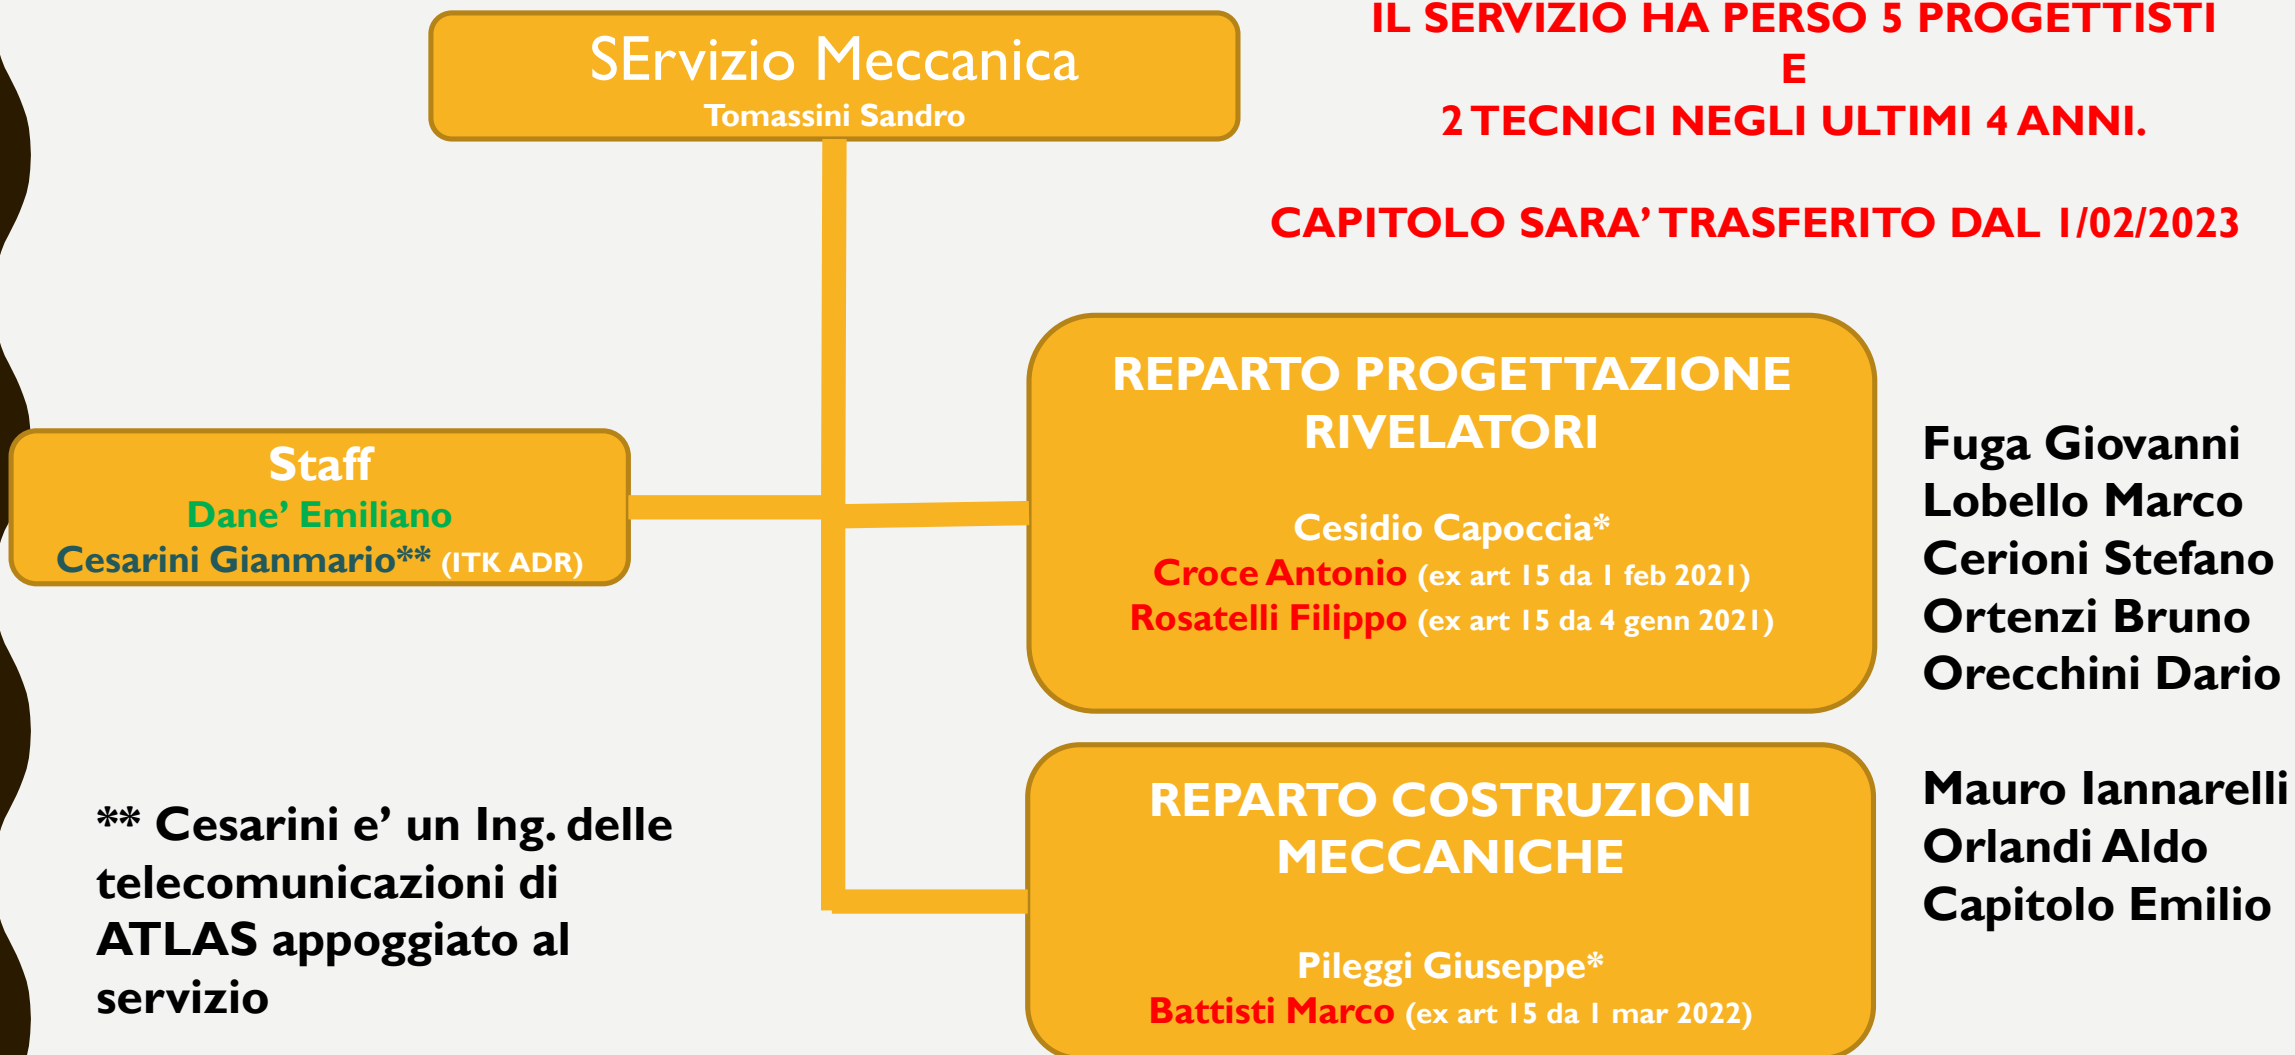 SErvizio Meccanica
Tomassini Sandro
IL SERVIZIO HA PERSO 5 PROGETTISTI
E
2 TECNICI NEGLI ULTIMI 4 ANNI.
CAPITOLO SARA’ TRASFERITO DAL 1/02/2023
Staff
Dane’ Emiliano
Cesarini Gianmario** (ITK ADR)
REPARTO PROGETTAZIONE
RIVELATORI
Cesidio Capoccia*
Croce Antonio (ex art 15 da 1 feb 2021)
Rosatelli Filippo (ex art 15 da 4 genn 2021)
Fuga Giovanni
Lobello Marco
Cerioni Stefano
Ortenzi Bruno
Orecchini Dario
REPARTO COSTRUZIONI
MECCANICHE
Pileggi Giuseppe*
Battisti Marco (ex art 15 da 1 mar 2022)
Mauro Iannarelli
Orlandi Aldo
Capitolo Emilio
** Cesarini e’ un Ing. delle
telecomunicazioni di
ATLAS appoggiato al
servizio